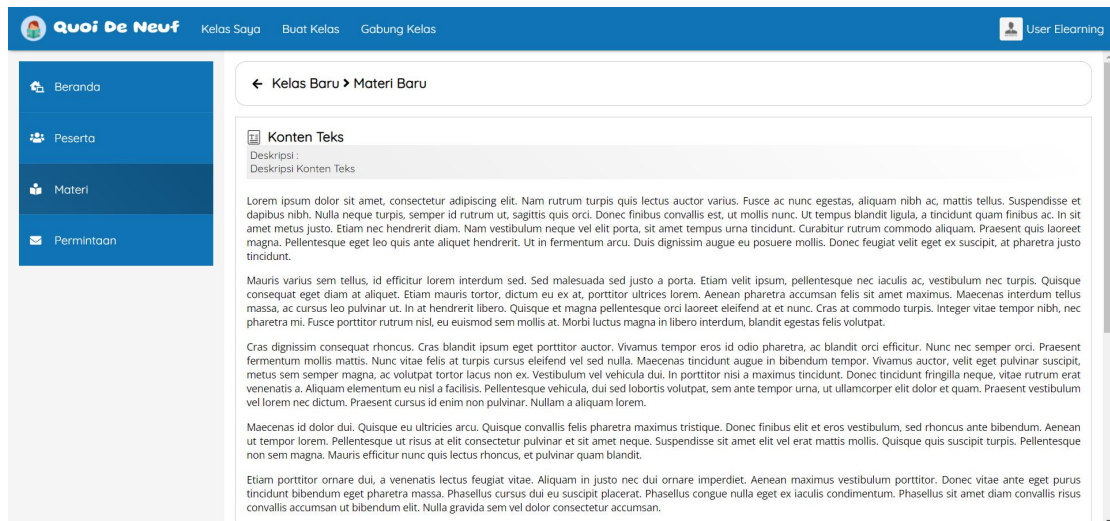 Quoi De Neuf Kelas Saya Buat Kelas Gabung Kelas User Elearning
Beranda
Peserta
Materi
Permintaan
Kelas Baru > Materi Baru
Konten Teks
Deskripsi :
Deskripsi Konten Teks
Lorem ipsum dolor sit amet, consectetur adipiscing elit. Nam rutrum turpis quis lectus auctor varius. Fusce ac nunc egestas, aliquam nibh ac, mattis tellus. Suspendisse et
dapibus nibh. Nulla neque turpis, semper id rutrum ut, sagittis quis orci. Donec finibus convallis est, ut mollis nunc. Ut tempus blandit ligula, a tincidunt quam finibus ac. In sit
amet metus justo. Etiam nec hendrerit diam. Nam vestibulum neque vel elit porta, sit amet tempus urna tincidunt. Curabitur rutrum commodo aliquam. Praesent quis laoreet
magna. Pellentesque eget leo quis ante aliquet hendrerit. Ut in fermentum arcu. Duis dignissim augue eu posuere mollis. Donec feugiat velit eget ex suscipit, at pharetra justo
tincidunt.
Mauris varius sem tellus, id efficitur lorem interdum sed. Sed malesuada sed justo a porta. Etiam velit ipsum, pellentesque nec iaculis ac, vestibulum nec turpis. Quisque
consequat eget diam at aliquet. Etiam mauris tortor, dictum eu ex at, porttitor ultrices lorem. Aenean pharetra accumsan felis sit amet maximus. Maecenas interdum tellus
massa, ac cursus leo pulvinar ut. In at hendrerit libero. Quisque et magna pellentesque orci laoreet eleifend at et nunc. Cras at commodo turpis. Integer vitae tempor nibh, nec
pharetra mi. Fusce porttitor rutrum nisl, eu euismod sem mollis at. Morbi luctus magna in libero interdum, blandit egestas felis volutpat.
Cras dignissim consequat rhoncus. Cras blandit ipsum eget porttitor auctor. Vivamus tempor eros id odio pharetra, ac blandit orci efficitur. Nunc nec semper orci. Praesent
fermentum mollis mattis. Nunc vitae felis at turpis cursus eleifend vel sed nulla. Maecenas tincidunt augue in bibendum tempor. Vivamus auctor, velit eget pulvinar suscipit,
metus sem semper magna, ac volutpat tortor lacus non ex. Vestibulum vel vehicula dui. In porttitor nisi a maximus tincidunt. Donec tincidunt fringilla neque, vitae rutrum erat
venenatis a. Aliquam elementum eu nisl a facilisis. Pellentesque vehicula, dui sed lobortis volutpat, sem ante tempor urna, ut ullamcorper elit dolor et quam. Praesent vestibulum
vel lorem nec dictum. Praesent cursus id enim non pulvinar. Nullam a aliquam lorem.
Maecenas id dolor dui. Quisque eu ultricies arcu. Quisque convallis felis pharetra maximus tristique. Donec finibus elit et eros vestibulum, sed rhoncus ante bibendum. Aenean
ut tempor lorem. Pellentesque ut risus at elit consectetur pulvinar et sit amet neque. Suspendisse sit amet elit vel erat mattis mollis. Quisque quis suscipit turpis. Pellentesque
non sem magna. Mauris efficitur nunc quis lectus rhoncus, et pulvinar quam blandit.
Etiam porttitor ornare dui, a venenatis lectus feugiat vitae. Aliquam in justo nec dui ornare imperdiet. Aenean maximus vestibulum porttitor. Donec vitae ante eget purus
tincidunt bibendum eget pharetra massa. Phasellus cursus dui eu suscipit placerat. Phasellus congue nulla eget ex iaculis condimentum. Phasellus sit amet diam convallis risus
convallis accumsan ut bibendum elit. Nulla gravida sem vel dolor consectetur accumsan.